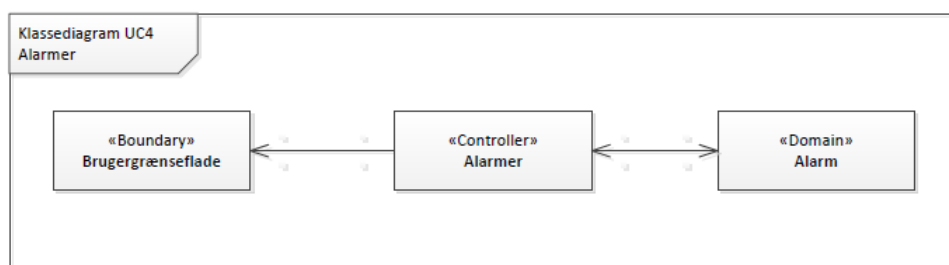 Klassediagram UC4
Alarmer
«Boundary»
Brugergrænseflade
«Controller»
Alarmer
«Domain»
Alarm